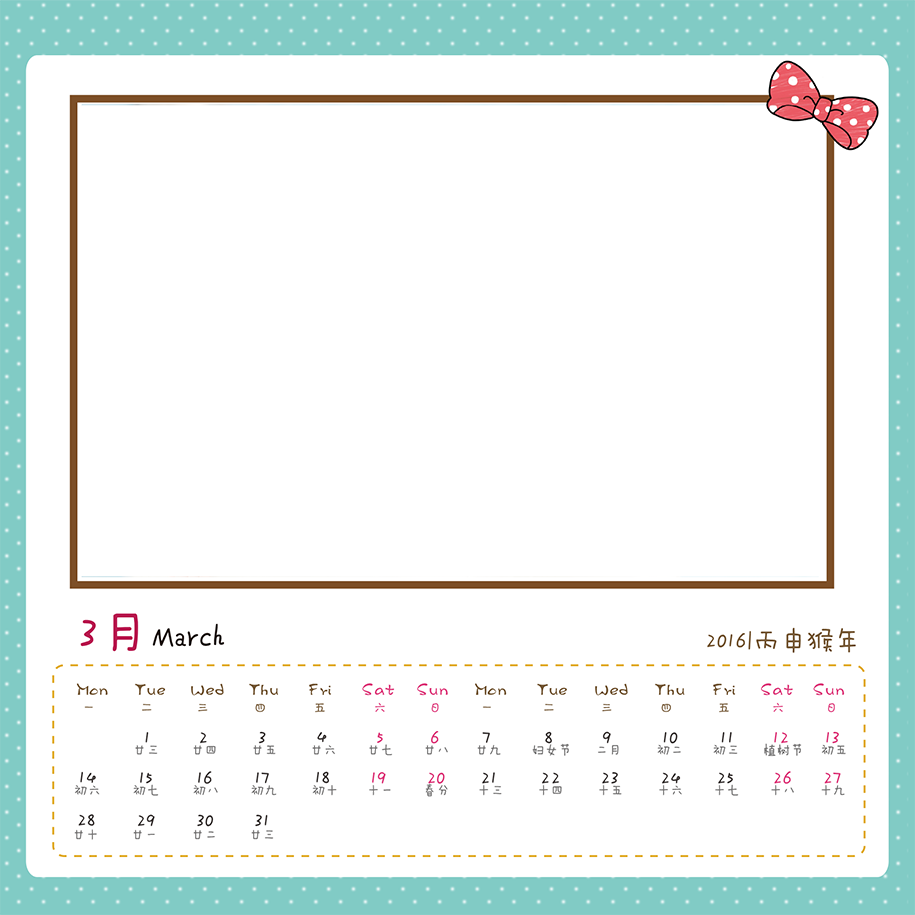 3月 March
2016|丙申猴年
Mon Tue Wed Thu Fri Sat Sun Mon Tue Wed Thu Fri Sat Sun
一 二 三 四 五 六 日 一 二 三 四 五 六 日
1 2 3 4 5 6 7 8 9 10 11 12 13
廿三 廿四 廿五 廿六 廿七 廿八 廿九 妇女节 二月 初二 初三 植树节 初五
14 15 16 17 18 19 20 21 22 23 24 25 26 27
初六 初七 初八 初九 初十 十一 春分 十三 十四 十五 十六 十七 十八 十九
28 29 30 31
廿十 廿一 廿二 廿三